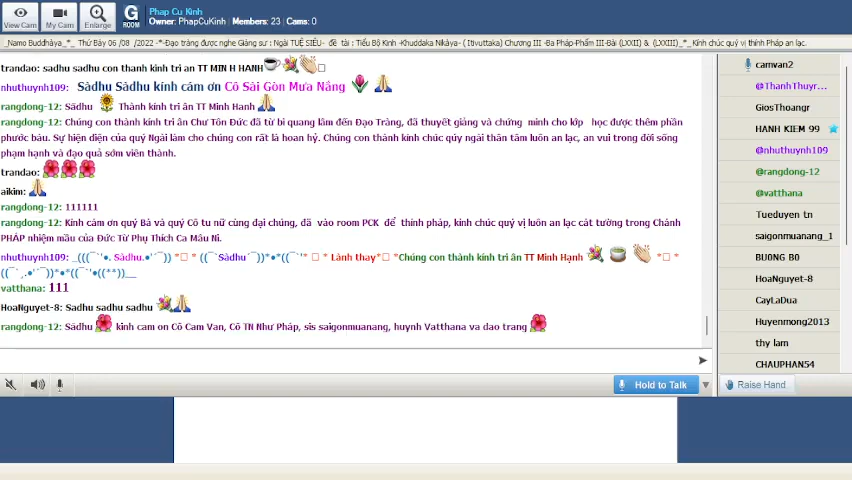 Phap Cu Kinh
Owner: PhapCuKinh | Members: 23 | Cams: 0
View Cam
My Cam
Enlarge
G ROOM
_Namo Buddhàya_*_ Thứ Bảy 06 /08 /2022 -*-Đạo tràng được nghe Giảng sư : Ngài TUỆ SIÊU- đề tài : Tiểu Bộ Kinh -Khuddaka Nikàya- ( Itivuttaka) Chương III -Ba Pháp-Phẩm III-Bài (LXXII) & (LXXIII)_*_Kính chúc quý vị thính Pháp an lạc.
trandao: sadhu sadhu con thanh kinh tri an TT MIN H HANH
nhuthuynh109: Sàdhu Sàdhu kính cám ơn Cô Sài Gòn Mưa Nắng
rangdong-12: Sādhu Thành kính tri ân TT Minh Hạnh
rangdong-12: Chúng con thành kính tri ân Chư Tôn Đức đã từ bi quang lâm đến Đạo Tràng, đã thuyết giảng và chứng minh cho lớp học được thêm phần
phước báu. Sự hiện diện của quý Ngài làm cho chúng con rất là hoan hỷ. Chúng con thành kính chúc qúy ngài thân tâm luôn an lạc, an vui trong đời sống
phạm hạnh và đạo quả sớm viên thành.
trandao:
aikim:
rangdong-12: 111111
rangdong-12: Kính cám ơn quý Bà và quý Cô tu nữ cùng đại chúng, đã vào room PCK để thính pháp, kính chúc quý vị luôn an lạc cát tường trong Chánh
PHÁP nhiệm mầu của Đức Từ Phụ Thích Ca Mâu Ni.
nhuthuynh109: _(((¯`'•. Sàdhu.•'´¯)) "▯ " ((¯`Sàdhu´¯))*•*((¯`'* ▯ * Lành thay*▯ *Chúng con thành kính tri ân TT Minh Hạnh *▯ *
((¯`¸.•'´¯))*•*((¯`'•((**))__
vatthana: 111
HoaNguyet-8: Sadhu sadhu sadhu
rangdong-12: Sādhu kinh cam on Cô Cam Van, Cô TN Như Pháp, sis saigonmuanang, huynh Vatthana va dao trang
Hold to Talk
camvan2
@ThanhThuyr...
GiosThoangr
HANH KIEM 99
@nhuthuynh109
@rangdong-12
@vatthana
Tueduyen tn
saigonmuanang_1
BUONG BO
HoaNguyet-8
CayLaDua
Huyenmong2013
thy lam
CHAUPHAN54
Raise Hand